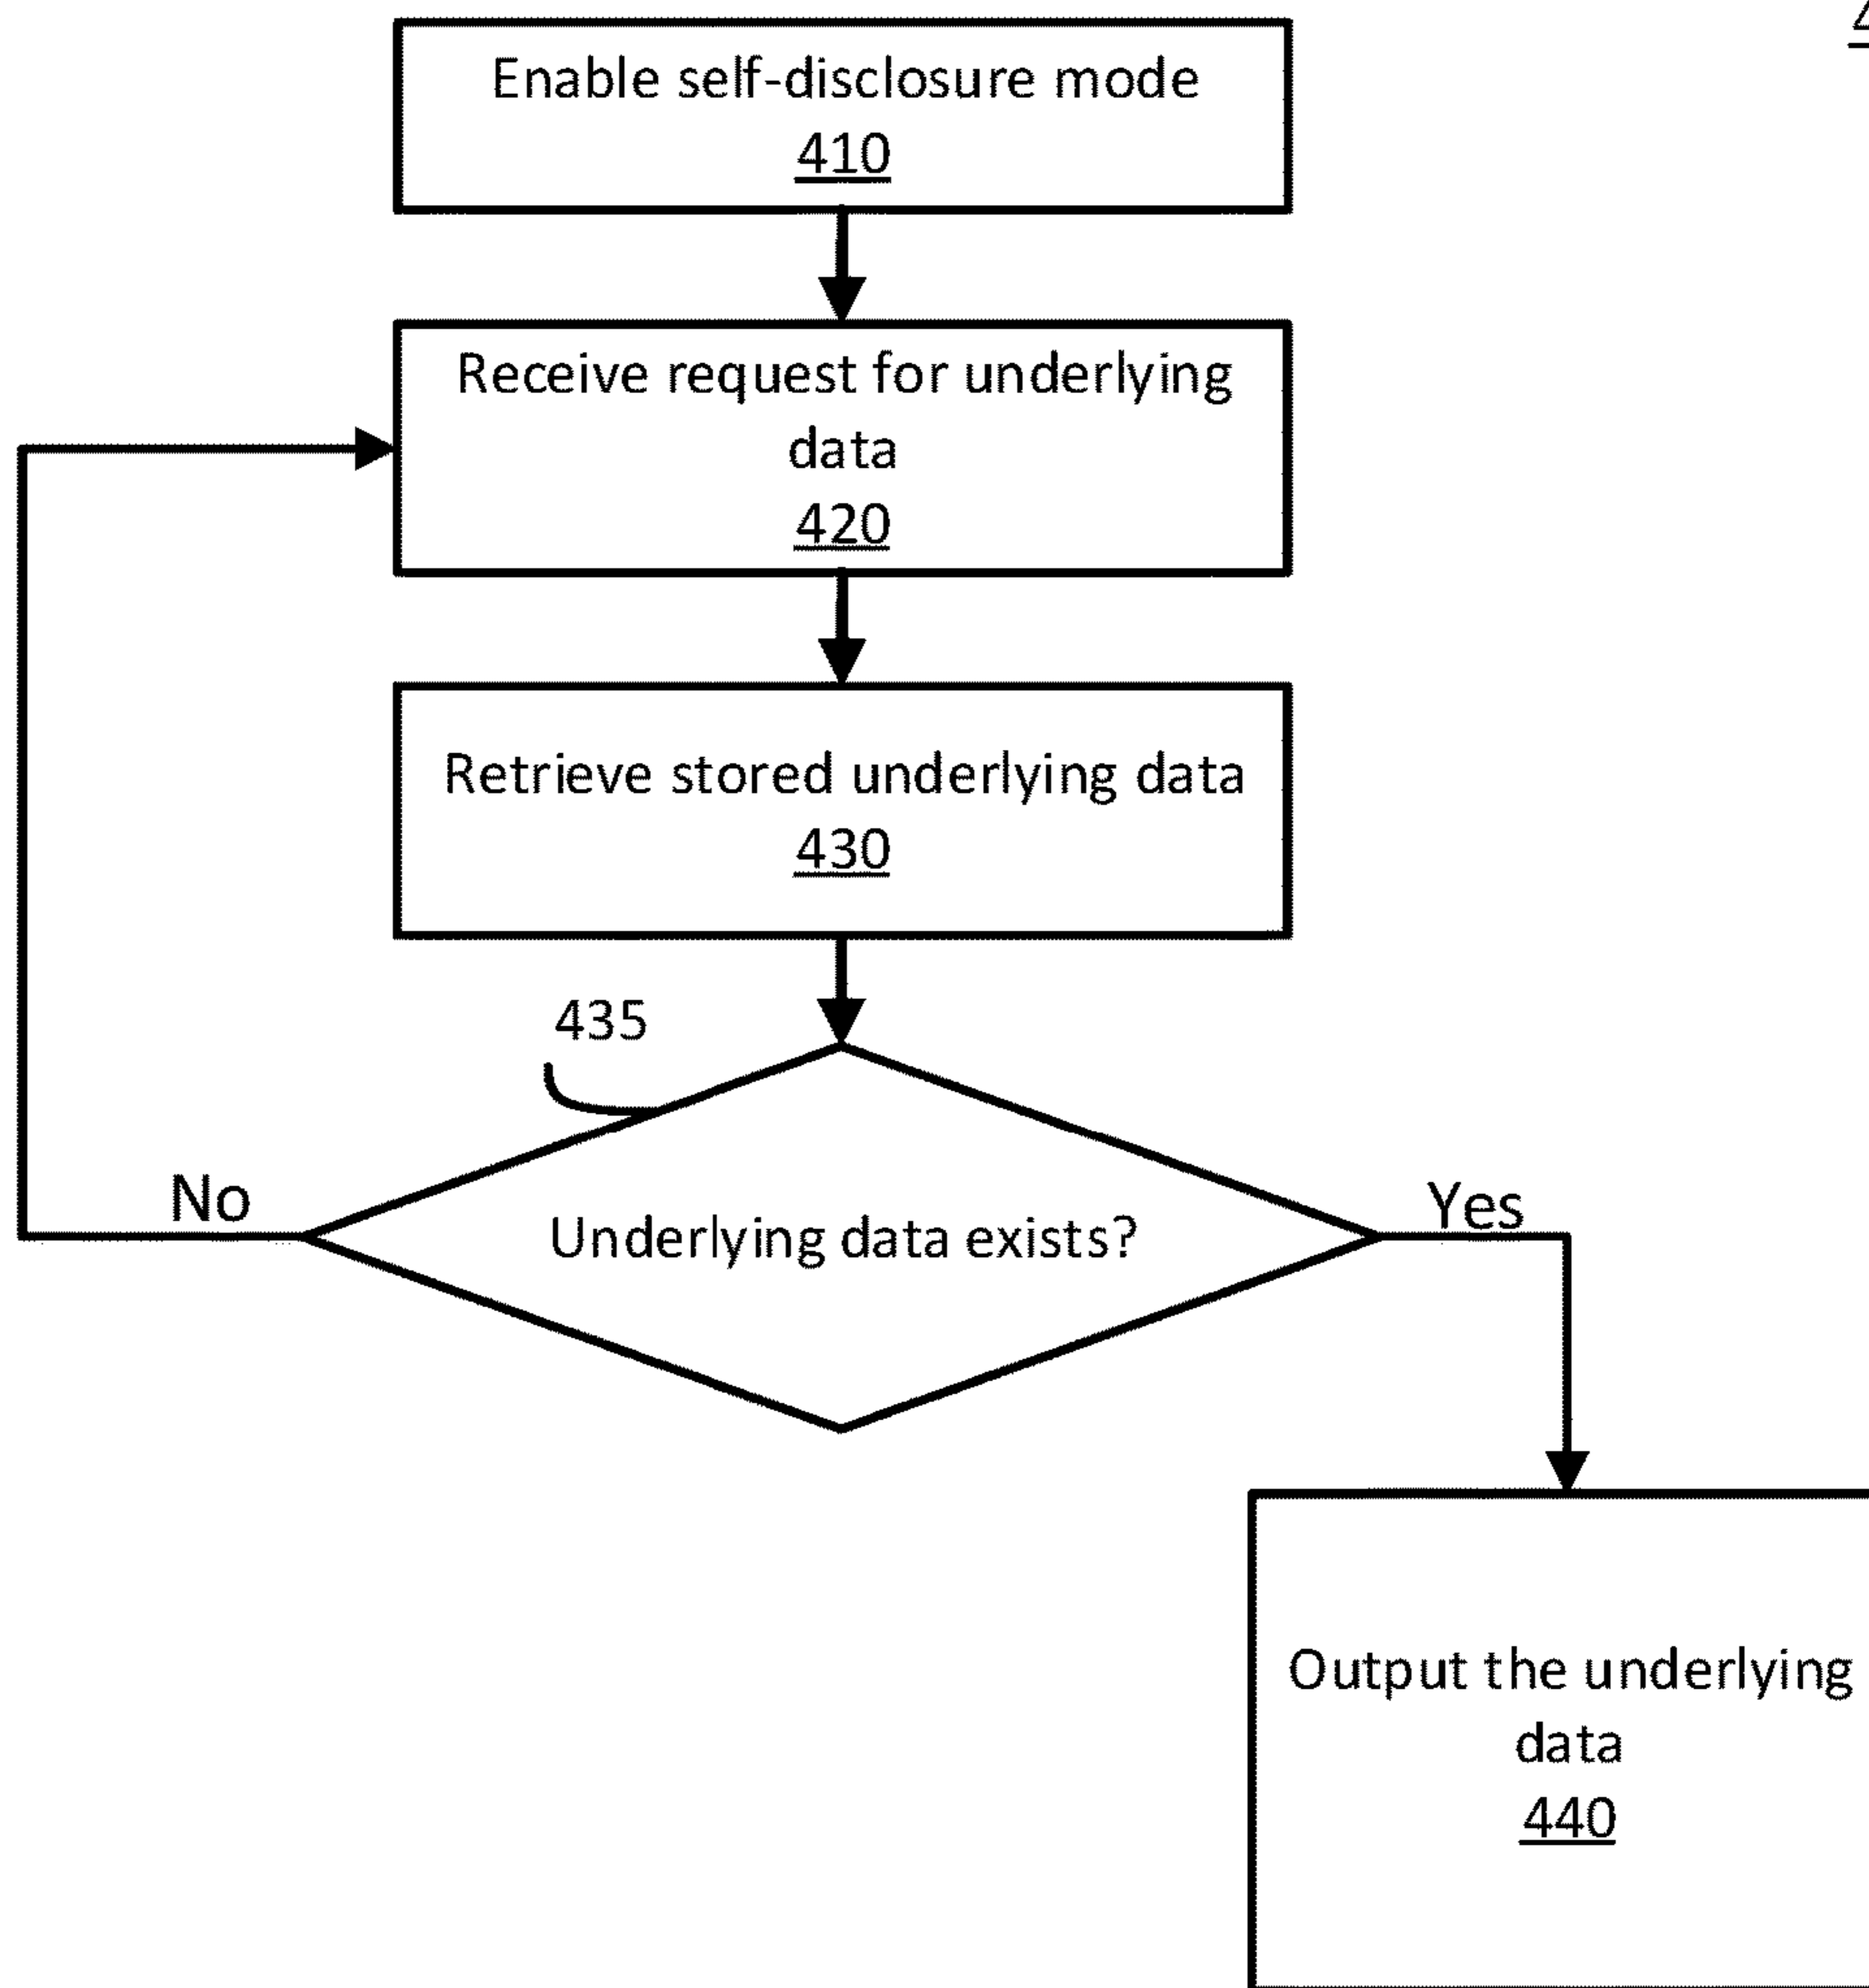 Enable self-disclosure mode
410
Receive request for underlying
data
420
Retrieve stored underlying data
430
435
Underlying data exists?
No
Yes
Output the underlying
data
440